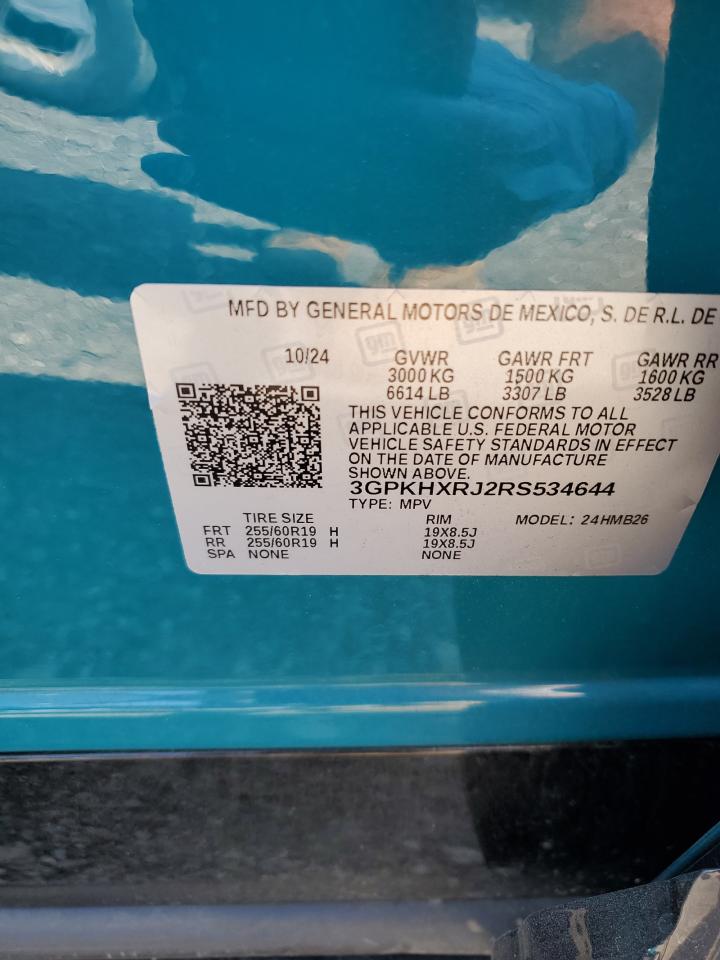 MFD BY GENERAL MOTORS DE MEXICO, S. DE R.L. DE
10/24 GVWR GAWR FRT GAWR RR
3000 KG 1500 KG 1600 KG
6614 LB 3307 LB 3528 LB
THIS VEHICLE CONFORMS TO ALL
APPLICABLE U.S. FEDERAL MOTOR
VEHICLE SAFETY STANDARDS IN EFFECT
ON THE DATE OF MANUFACTURE
SHOWN ABOVE.
3GPKHXRJ2RS534644
TYPE: MPV
TIRE SIZE RIM MODEL: 24HMB26
FRT 255/60R19 H 19X8.5J
RR 255/60R19 H 19X8.5J
SPA NONE NONE